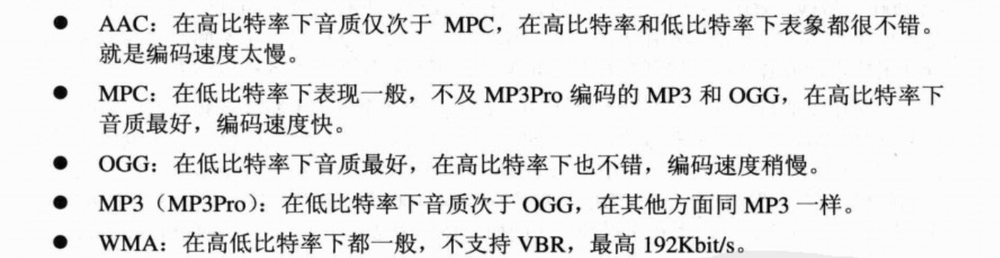 ● AAC：在高比特率下音质仅次于 MPC，在高比特率和低比特率下表象都很不错。
就是编码速度太慢。
● MPC：在低比特率下表现一般，不及 MP3Pro 编码的 MP3 和 OGG，在高比特率下
音质最好，编码速度快。
● OGG：在低比特率下音质最好，在高比特率下也不错，编码速度稍慢。
● MP3（MP3Pro）：在低比特率下音质次于 OGG，在其他方面同 MP3 一样。
● WMA：在高低比特率下都一般，不支持 VBR，最高 192Kbit/s。